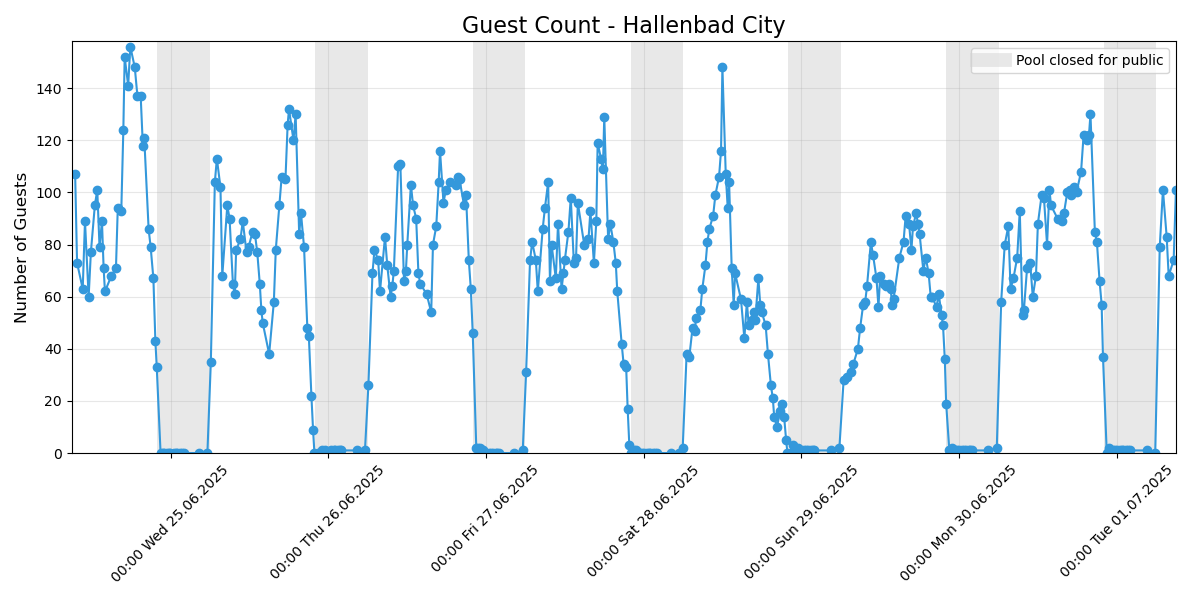 Guest Count - Hallenbad City
Pool closed for public
Number of Guests
140
120
100
80
60
40
20
0
00:00 Wed 25.06.2025
00:00 Thu 26.06.2025
00:00 Fri 27.06.2025
00:00 Sat 28.06.2025
00:00 Sun 29.06.2025
00:00 Mon 30.06.2025
00:00 Tue 01.07.2025